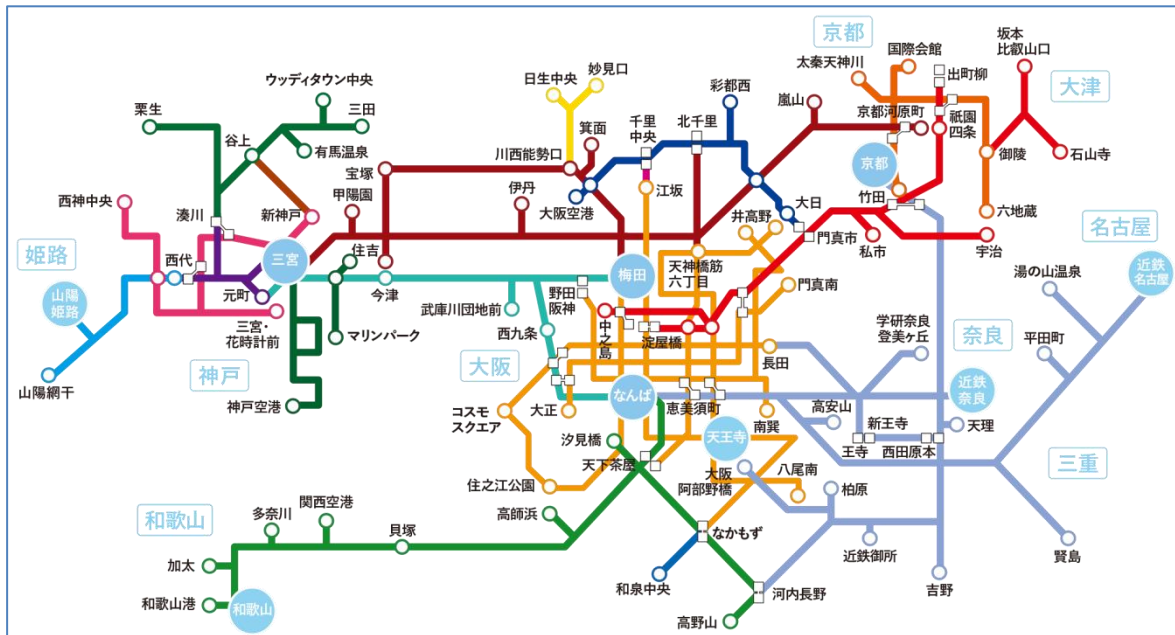 京都
国際会館
太秦天神川
出町柳
坂本
比叡山口
大津
ウッディタウン中央
日生中央
妙見口
彩都西
嵐山
京都河原町
祇園
四条
栗生
三田
谷上
有馬温泉
箕面
千里
中央
北千里
川西能勢口
宝塚
御陵
石山寺
京都
西神中央
新神戸
甲陽園
伊丹
大阪空港
江坂
井高野
大日
竹田
六地蔵
湊川
住吉
門真市
私市
宇治
名古屋
姫路
西代
三宮
梅田
天神橋筋
六丁目
湯の山温泉
近鉄
名古屋
山陽
姫路
元町
今津
武庫川団地前
野田
阪神
中之島
淀屋橋
門真南
三宮・
花時計前
マリンパーク
西九条
学研奈良
登美ヶ丘
奈良
平田町
山陽網干
神戸
大阪
長田
神戸空港
コスモ
スクエア
大正
なんば
恵美須町
南巽
高安山
新王寺
近鉄
奈良
天理
汐見橋
天王寺
王寺
西田原本
天下茶屋
大阪
阿部野橋
八尾南
三重
住之江公園
柏原
和歌山
多奈川
関西空港
高師浜
貝塚
なかもず
近鉄御所
賢島
加太
和泉中央
河内長野
吉野
和歌山港
和歌山
高野山